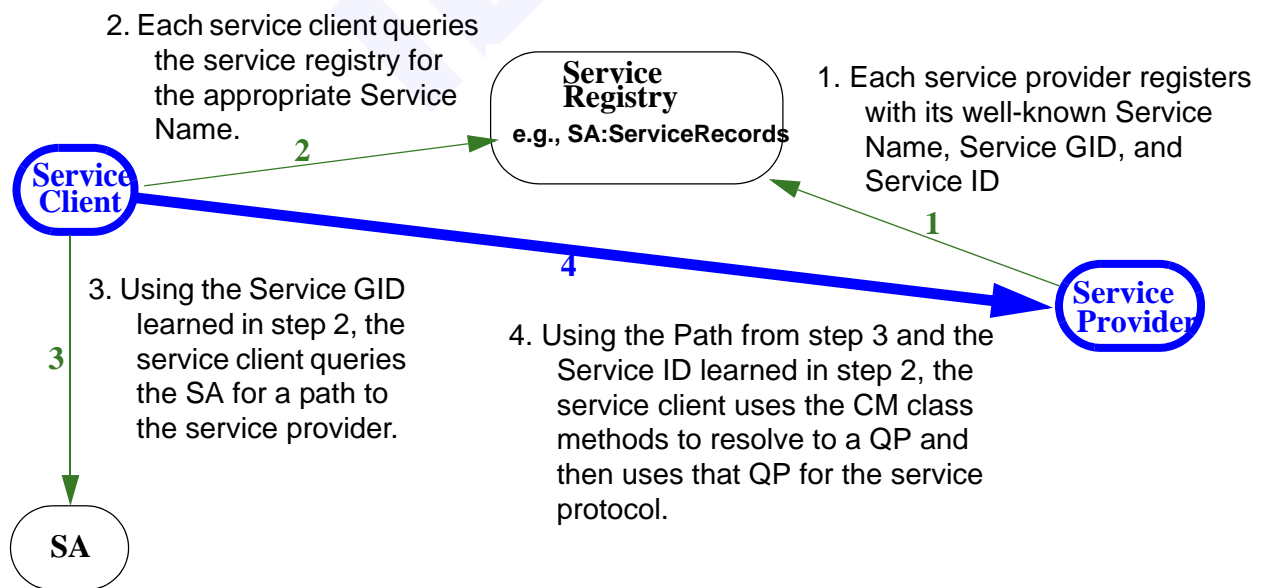 2. Each service client queries
the service registry for
the appropriate Service
Name.
Service
Registry
e.g., SA:ServiceRecords
1. Each service provider registers
with its well-known Service
Name, Service GID, and
Service ID
2
Service
Client
1
4
3. Using the Service GID
learned in step 2, the
service client queries
the SA for a path to
the service provider.
3
Service
Provider
4. Using the Path from step 3 and the
Service ID learned in step 2, the
service client uses the CM class
methods to resolve to a QP and
then uses that QP for the service
protocol.
SA